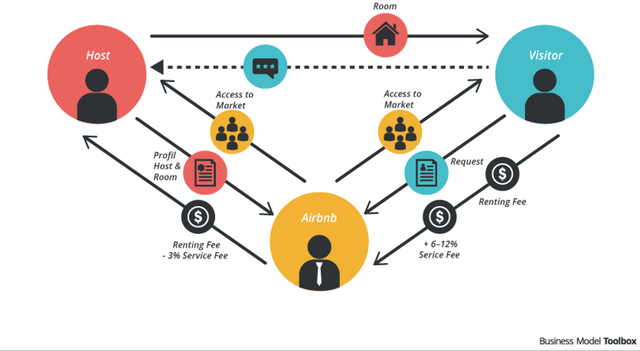 Room
Host
Visitor
Access to
Market
Access to
Market
Profil
Host &
Room
Request
Renting Fee
Airbnb
Renting Fee
- 3% Service Fee
+ 6–12%
Serice Fee
Business Model Toolbox